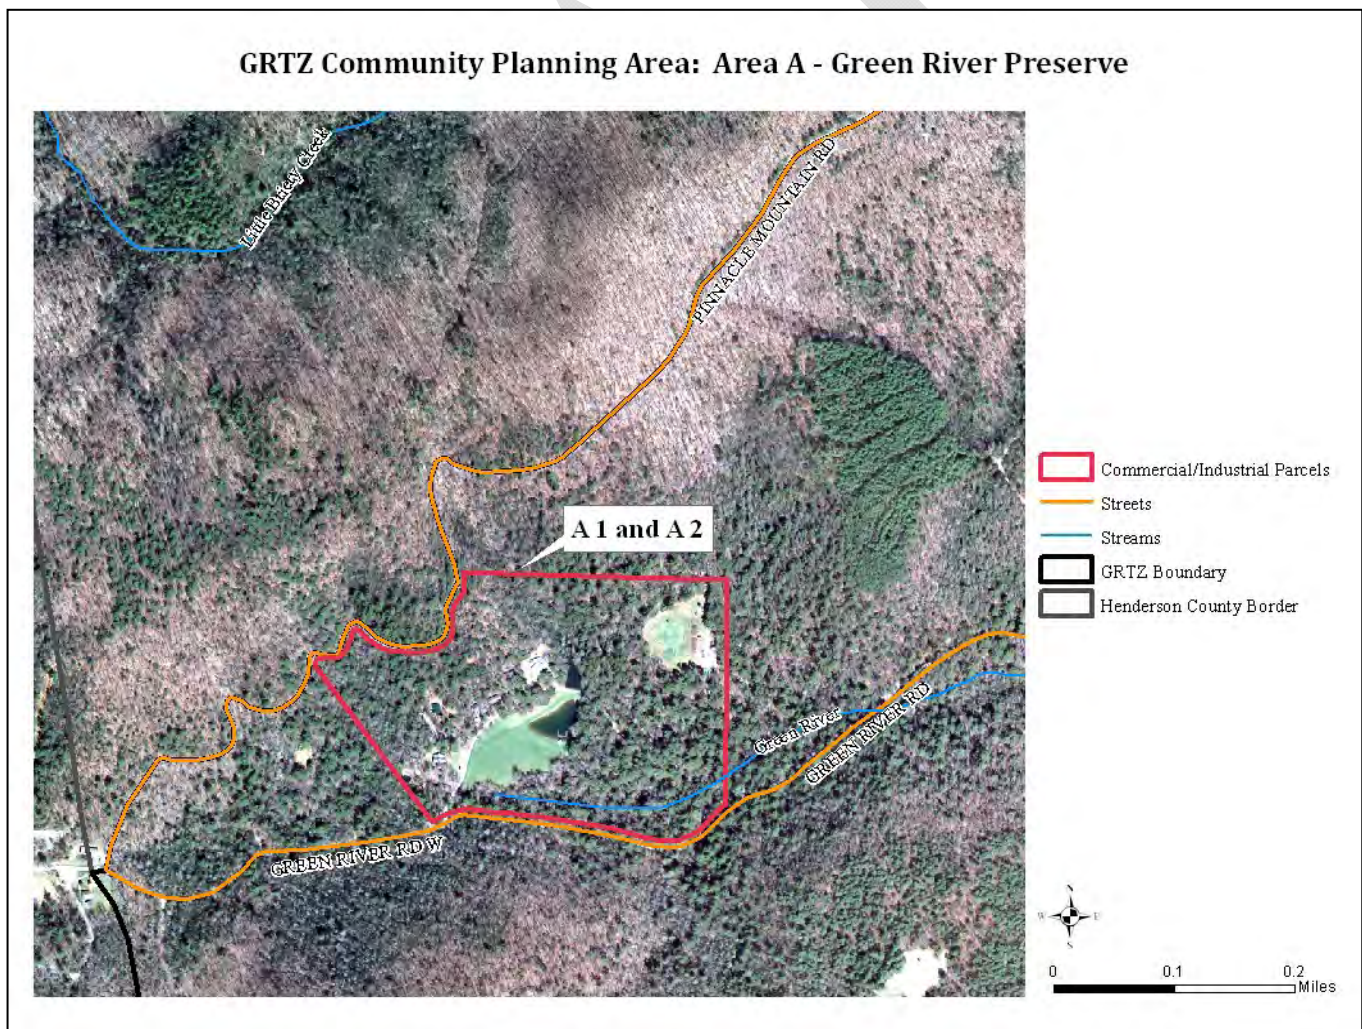 GRTZ Community Planning Area: Area A - Green River Preserve
Little Briery Creek
PINNACLE MOUNTAIN RD
A 1 and A 2
Green River
GREEN RIVER RD
GREEN RIVER RD W
Commercial/Industrial Parcels
Streets
Streams
GRTZ Boundary
Henderson County Border
N
W E
S
0 0.1 0.2
Miles